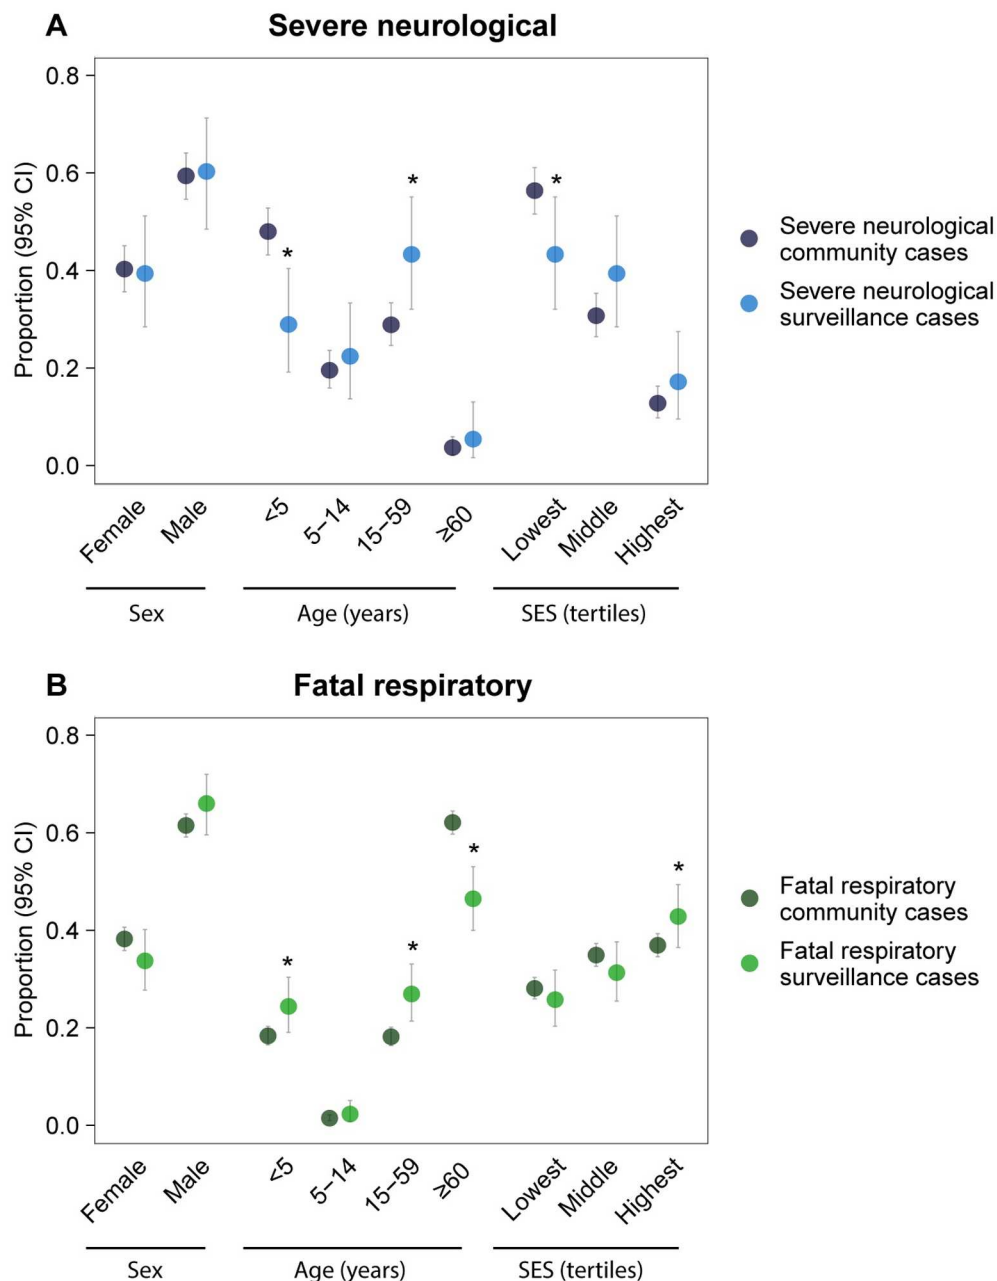 A
Severe neurological
Proportion (95% CI)
0.8
0.6
0.4
0.2
0.0
*
*
*
Female
Male
<5
5–14
15–59
≥60
Lowest
Middle
Highest
Sex
Age (years)
SES (tertiles)
Severe neurological
community cases
Severe neurological
surveillance cases
B
Fatal respiratory
Proportion (95% CI)
0.8
0.6
0.4
0.2
0.0
*
*
*
*
Female
Male
<5
5–14
15–59
≥60
Lowest
Middle
Highest
Sex
Age (years)
SES (tertiles)
Fatal respiratory
community cases
Fatal respiratory
surveillance cases